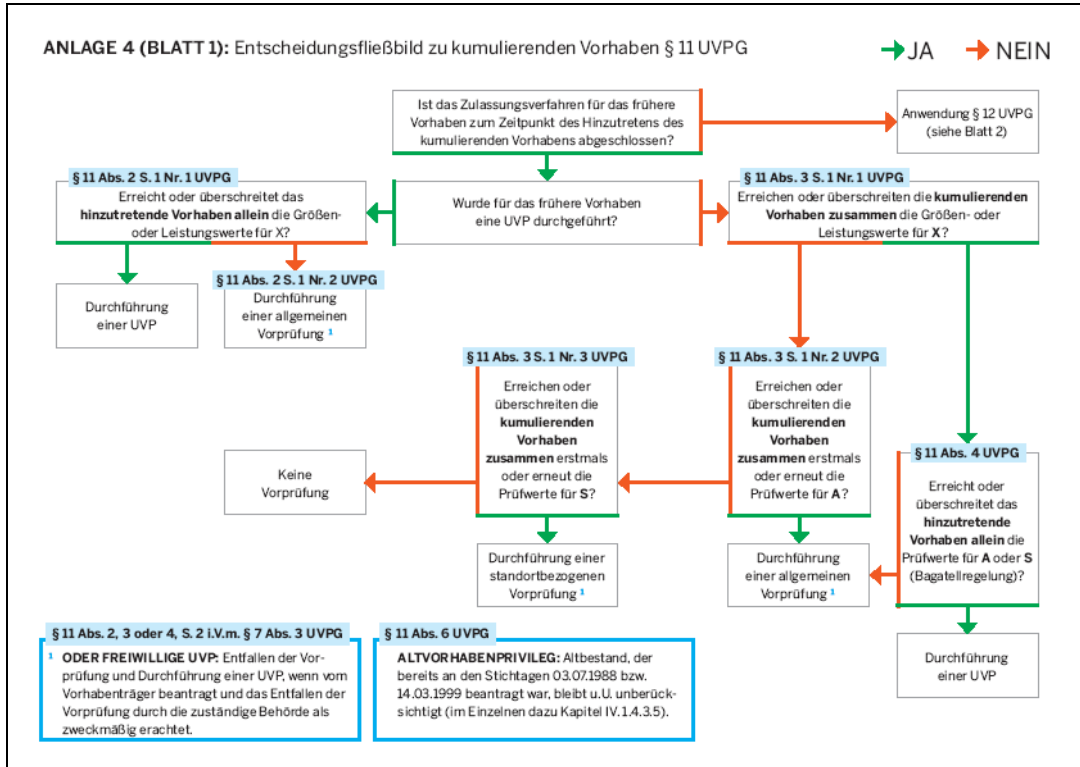 ANLAGE 4 (BLATT 1): Entscheidungsfließbild zu kumulierenden Vorhaben § 11 UVPG
JA
NEIN
Ist das Zulassungsverfahren für das frühere
Vorhaben zum Zeitpunkt des Hinzutretens des
kumulierenden Vorhabens abgeschlossen?
Anwendung § 12 UVPG
(siehe Blatt 2)
§ 11 Abs. 2 S. 1 Nr. 1 UVPG
Erreicht oder überschreitet das
hinzutretende Vorhaben allein die Größen-
oder Leistungswerte für X?
Wurde für das frühere Vorhaben
eine UVP durchgeführt?
§ 11 Abs. 3 S. 1 Nr. 1 UVPG
Erreichen oder überschreiten die kumulierenden
Vorhaben zusammen die Größen- oder
Leistungswerte für X?
Durchführung
einer UVP
§ 11 Abs. 2 S. 1 Nr. 2 UVPG
Durchführung
einer allgemeinen
Vorprüfung ¹
§ 11 Abs. 3 S. 1 Nr. 3 UVPG
Erreichen oder
überschreiten die
kumulierenden
Vorhaben
zusammen erstmals
oder erneut die
Prüfwerte für S?
§ 11 Abs. 3 S. 1 Nr. 2 UVPG
Erreichen oder
überschreiten die
kumulierenden
Vorhaben
zusammen erstmals
oder erneut die
Prüfwerte für A?
§ 11 Abs. 4 UVPG
Erreicht oder
überschreitet das
hinzutretende
Vorhaben allein die
Prüfwerte für A oder S
(Bagatellregelung)?
Keine
Vorprüfung
Durchführung einer
standortbezogenen
Vorprüfung ¹
Durchführung
einer allgemeinen
Vorprüfung ¹
Durchführung
einer UVP
§ 11 Abs. 2, 3 oder 4, S. 2 i.V.m. § 7 Abs. 3 UVPG
¹ ODER FREIWILLIGE UVP: Entfallen der Vor-
prüfung und Durchführung einer UVP, wenn vom
Vorhabenträger beantragt und das Entfallen der
Vorprüfung durch die zuständige Behörde als
zweckmäßig erachtet.
§ 11 Abs. 6 UVPG
ALTVORHABENPRIVILEG: Altbestand, der
bereits an den Stichtagen 03.07.1988 bzw.
14.03.1999 beantragt war, bleibt u.U. unberück-
sichtigt (im Einzelnen dazu Kapitel IV.1.4.3.5).